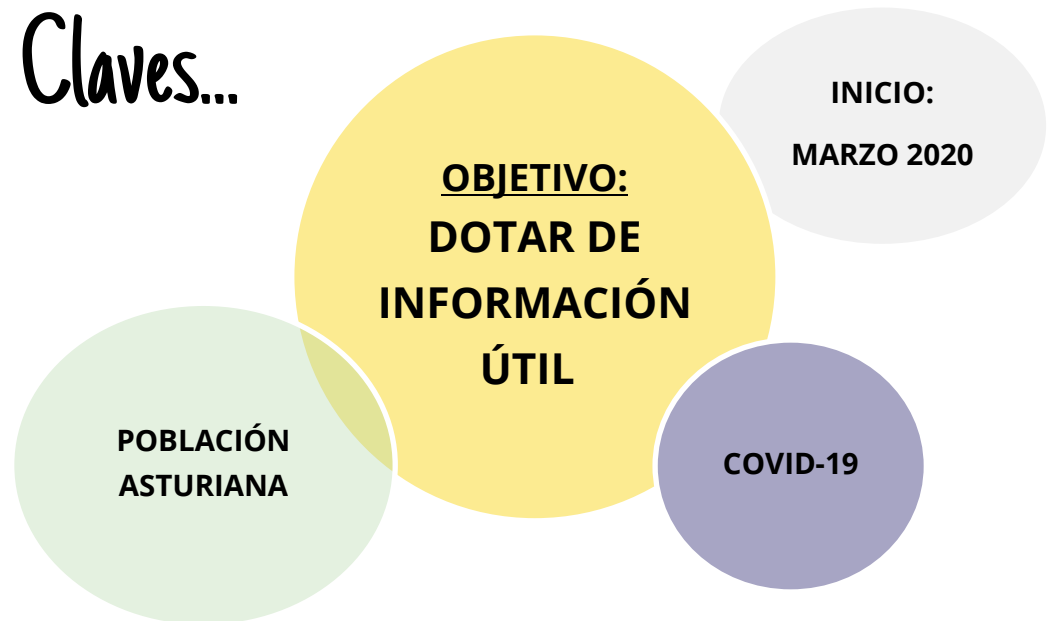 Claves...
OBJETIVO:
DOTAR DE
INFORMACIÓN
ÚTIL
INICIO:
MARZO 2020
POBLACIÓN
ASTURIANA
COVID-19